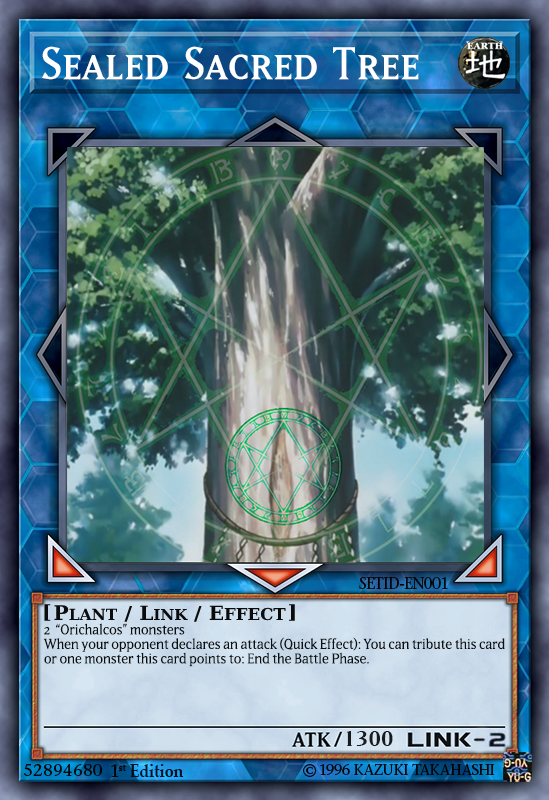 SEALED SACRED TREE
EARTH
地
SETID-EN001
[PLANT / LINK / EFFECT]
2 "Orichalcos" monsters
When your opponent declares an attack (Quick Effect): You can tribute this card
or one monster this card points to: End the Battle Phase.
ATK/1300 LINK-2
52894680 1st Edition © 1996 KAZUKI TAKAHASHI